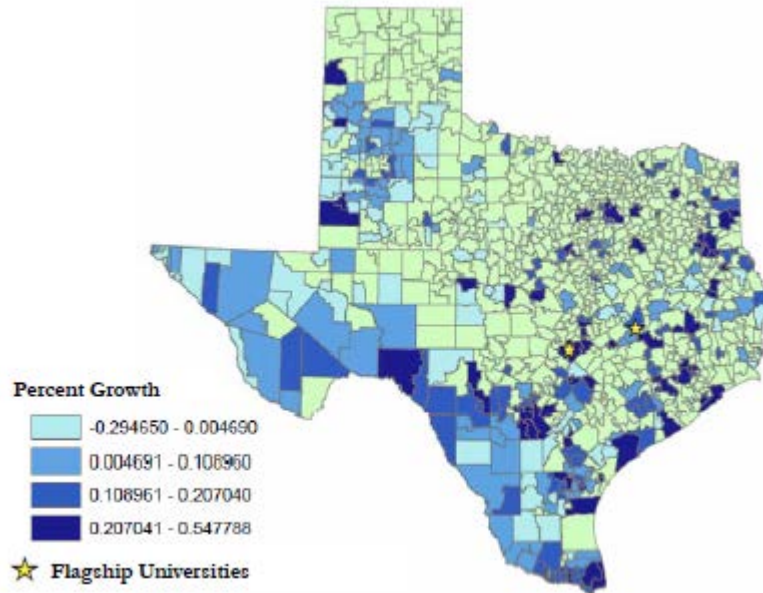 Percent Growth
-0.294650 - 0.004690
0.004691 - 0.108960
0.108961 - 0.207040
0.207041 - 0.547788
Flagship Universities